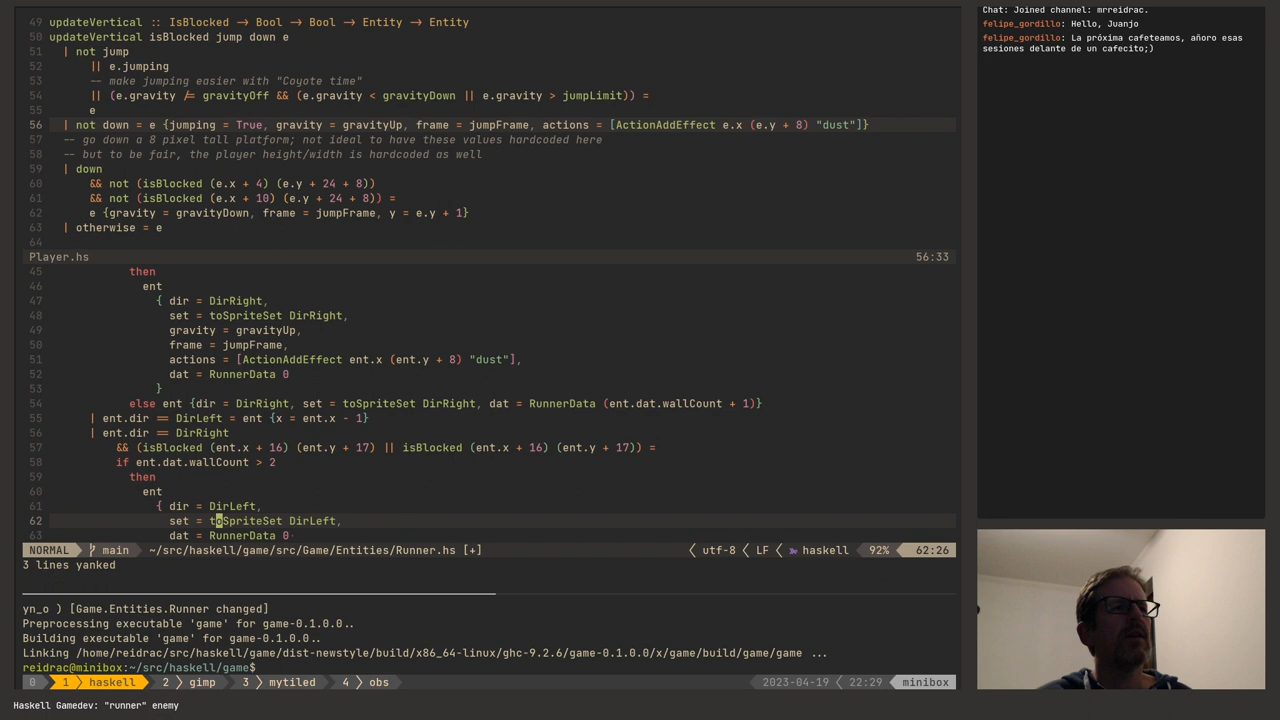 49 updateVertical :: IsBlocked -> Bool -> Bool -> Entity -> Entity
50 updateVertical isBlocked jump down e
51   | not jump
52       || e.jumping
53       -- make jumping easier with "Coyote time"
54       || (e.gravity /= gravityOff && (e.gravity < gravityDown || e.gravity > jumpLimit)) =
55       e
56   | not down = e {jumping = True, gravity = gravityUp, frame = jumpFrame, actions = [ActionAddEffect e.x (e.y + 8) "dust"]}
57   -- go down a 8 pixel tall platform; not ideal to have these values hardcoded here
58   -- but to be fair, the player height/width is hardcoded as well
59   | down
60       && not (isBlocked (e.x + 4) (e.y + 24 + 8))
61       && not (isBlocked (e.x + 10) (e.y + 24 + 8)) =
62       e {gravity = gravityDown, frame = jumpFrame, y = e.y + 1}
63   | otherwise = e
64
Player.hs 56:33
45             then
46               ent
47                 { dir = DirRight,
48                   set = toSpriteSet DirRight,
49                   gravity = gravityUp,
50                   frame = jumpFrame,
51                   actions = [ActionAddEffect ent.x (ent.y + 8) "dust"],
52                   dat = RunnerData 0
53                 }
54             else ent {dir = DirRight, set = toSpriteSet DirRight, dat = RunnerData (ent.dat.wallCount + 1)}
55       | ent.dir == DirLeft = ent {x = ent.x - 1}
56       | ent.dir == DirRight
57           && (isBlocked (ent.x + 16) (ent.y + 17) || isBlocked (ent.x + 16) (ent.y + 17)) =
58           if ent.dat.wallCount > 2
59             then
60               ent
61                 { dir = DirLeft,
62                   set = toSpriteSet DirLeft,
63                   dat = RunnerData 0
NORMAL main ~/src/haskell/game/src/Game/Entities/Runner.hs [+] utf-8 LF haskell 92% 62:26
3 lines yanked
yn_o ) [Game.Entities.Runner changed]
Preprocessing executable 'game' for game-0.1.0.0..
Building executable 'game' for game-0.1.0.0..
Linking /home/reidrac/src/haskell/game/dist-newstyle/build/x86_64-linux/ghc-9.2.6/game-0.1.0.0/x/game/build/game/game ...
reidrac@minibox:~/src/haskell/game$
0 1 haskell 2 gimp 3 mytiled 4 obs 2023-04-19 22:29 minibox
Haskell Gamedev: "runner" enemy
Chat: Joined channel: mrreidrac.
felipe_gordillo: Hello, Juanjo
felipe_gordillo: La próxima cafeteamos, añoro esas
sesiones delante de un cafecito;)